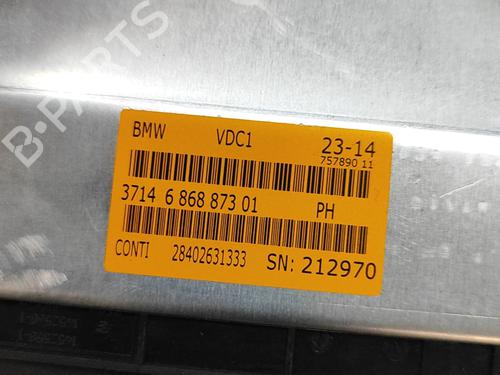 B-PARTS
BMW VDC1 23-14
757890 11
3714 6 868 873 01 PH
CONTI 28402631333 SN: 212970